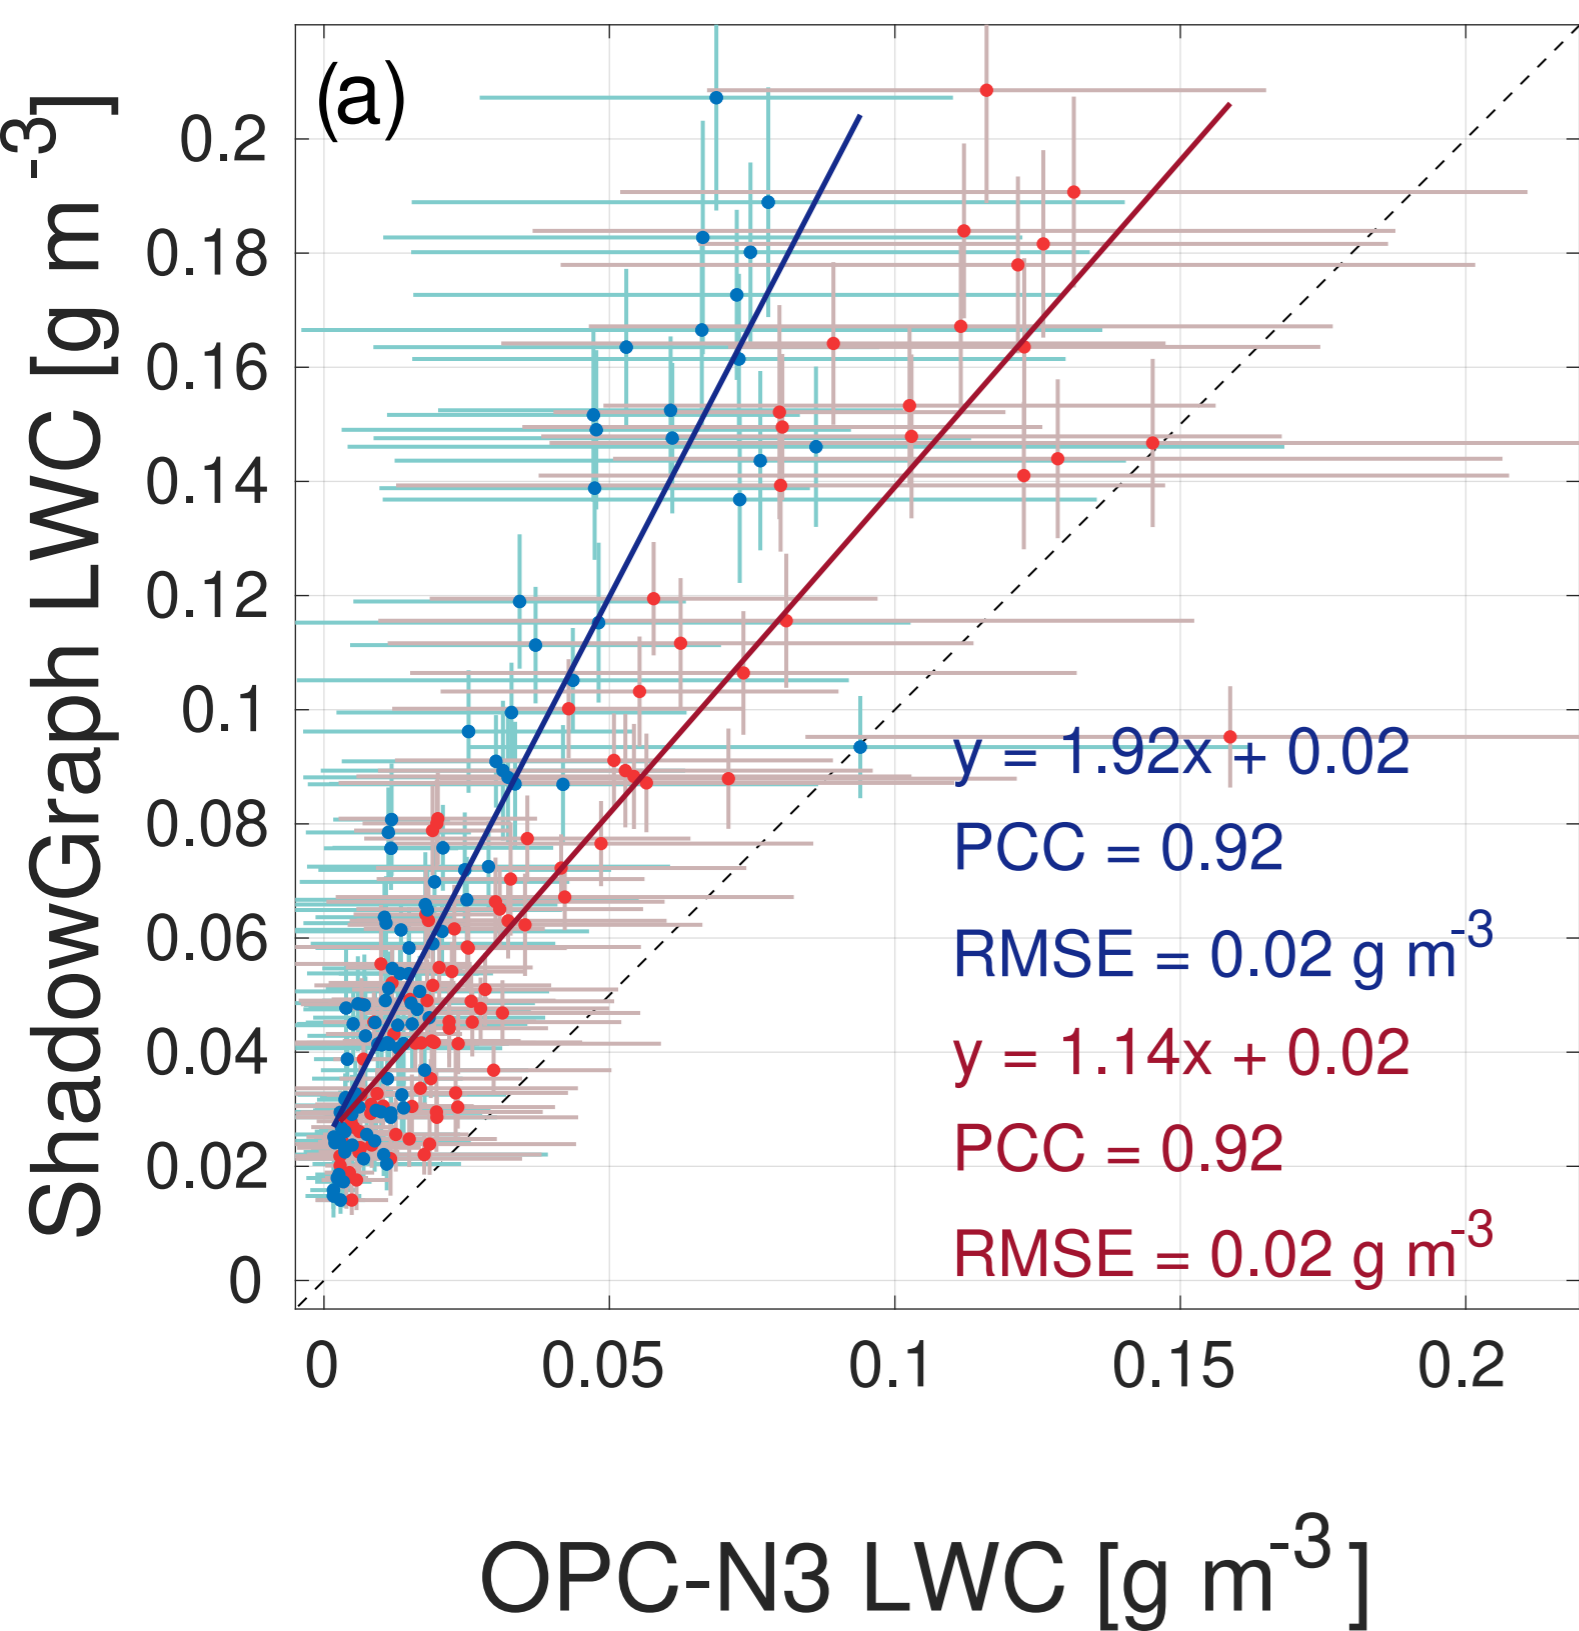 (a)
ShadowGraph LWC [g m-3]
0.2
0.18
0.16
0.14
0.12
0.1
0.08
0.06
0.04
0.02
0
y = 1.92x + 0.02
PCC = 0.92
RMSE = 0.02 g m-3
y = 1.14x + 0.02
PCC = 0.92
RMSE = 0.02 g m-3
0 0.05 0.1 0.15 0.2
OPC-N3 LWC [g m-3 ]